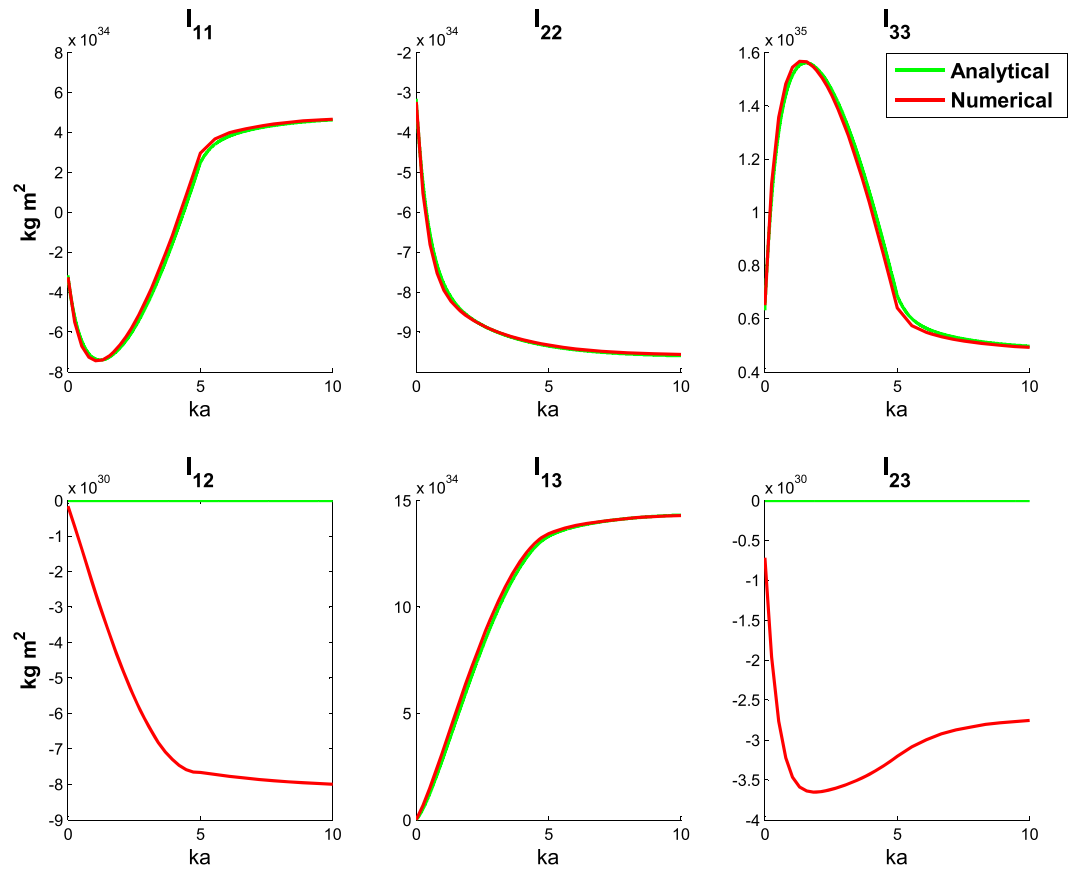 I11
x 10^34
8
6
4
2
0
-2
-4
-6
-8
0 5 10
ka
kg m^2
I22
x 10^34
-2
-3
-4
-5
-6
-7
-8
-9
0 5 10
ka
I33
x 10^35
1.6
1.4
1.2
1
0.8
0.6
0.4
0 5 10
ka
Analytical
Numerical
I12
x 10^30
0
-1
-2
-3
-4
-5
-6
-7
-8
-9
0 5 10
ka
kg m^2
I13
x 10^34
15
10
5
0
0 5 10
ka
I23
x 10^30
0
-0.5
-1
-1.5
-2
-2.5
-3
-3.5
-4
0 5 10
ka